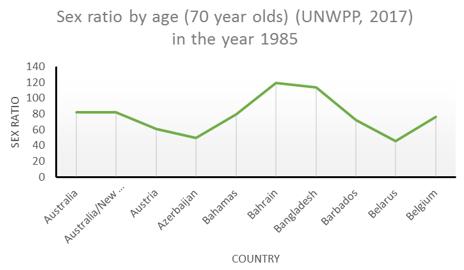 Sex ratio by age (70 year olds) (UNWPP, 2017)
in the year 1985
SEX RATIO
140
120
100
80
60
40
20
0
Australia
Australia/New ...
Austria
Azerbaijan
Bahamas
Bahrain
Bangladesh
Barbados
Belarus
Belgium
COUNTRY